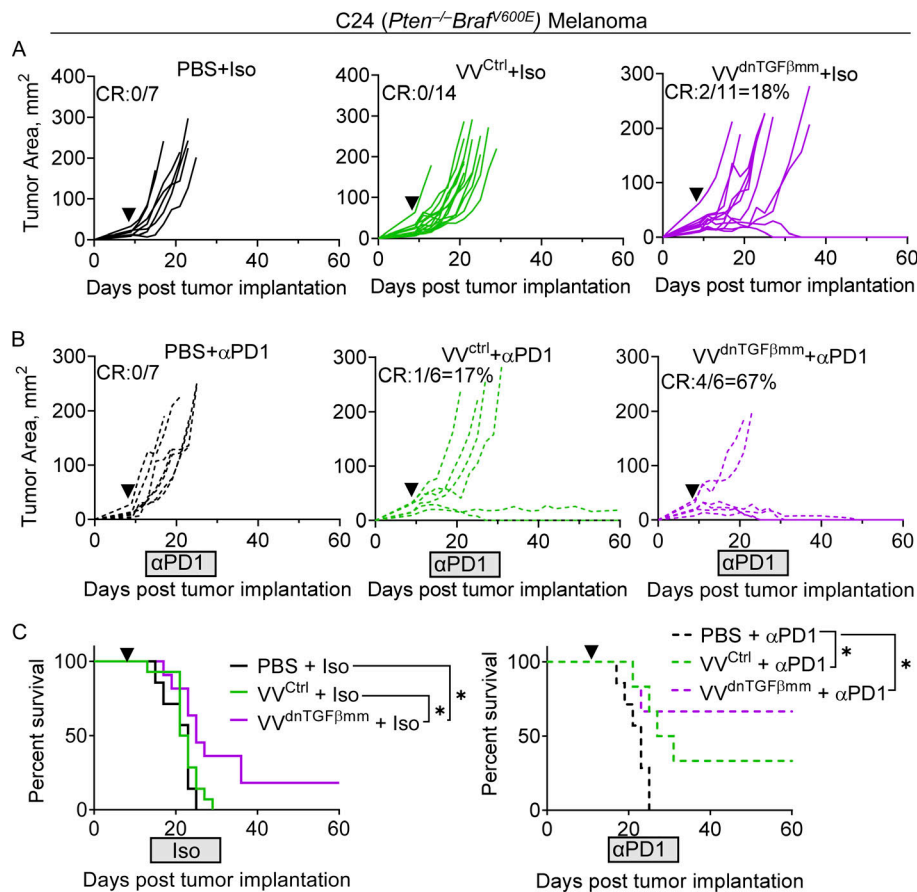 C24 (Pten–/–BrafV600E) Melanoma
A
PBS+Iso
VVCtrl+Iso
VVdnTGFβmm+Iso
CR:0/7
CR:0/14
CR:2/11=18%
Tumor Area, mm2
400
300
200
100
0
0 20 40 60
400
300
200
100
0
0 20 40 60
400
300
200
100
0
0 20 40 60
Days post tumor implantation
Days post tumor implantation
Days post tumor implantation
B
PBS+αPD1
VVctrl+αPD1
VVdnTGFβmm+αPD1
CR:0/7
CR:1/6=17%
CR:4/6=67%
Tumor Area, mm2
300
200
100
0
0 20 40 60
300
200
100
0
0 20 40 60
300
200
100
0
0 20 40 60
αPD1
αPD1
αPD1
Days post tumor implantation
Days post tumor implantation
Days post tumor implantation
C
PBS + Iso
VVCtrl + Iso
VVdnTGFβmm + Iso
*
*
Percent survival
100
50
0
0 20 40 60
Iso
Days post tumor implantation
PBS + αPD1
VVCtrl + αPD1
VVdnTGFβmm + αPD1
*
*
Percent survival
100
50
0
0 20 40 60
αPD1
Days post tumor implantation